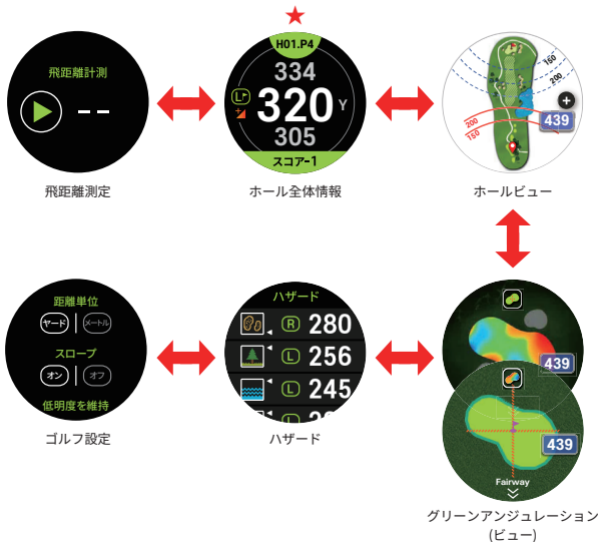 飛距離計測
--
飛距離測定
H01.P4
334
L
320 Y
305
スコア-1
ホール全体情報
150
200
439
200
150
ホールビュー
距離単位
ヤード
メートル
スロープ
オン
オフ
低明度を維持
ゴルフ設定
ハザード
R 280
L 256
L 245
L
ハザード
439
439
Fairway
グリーンアンジュレーション
(ビュー)